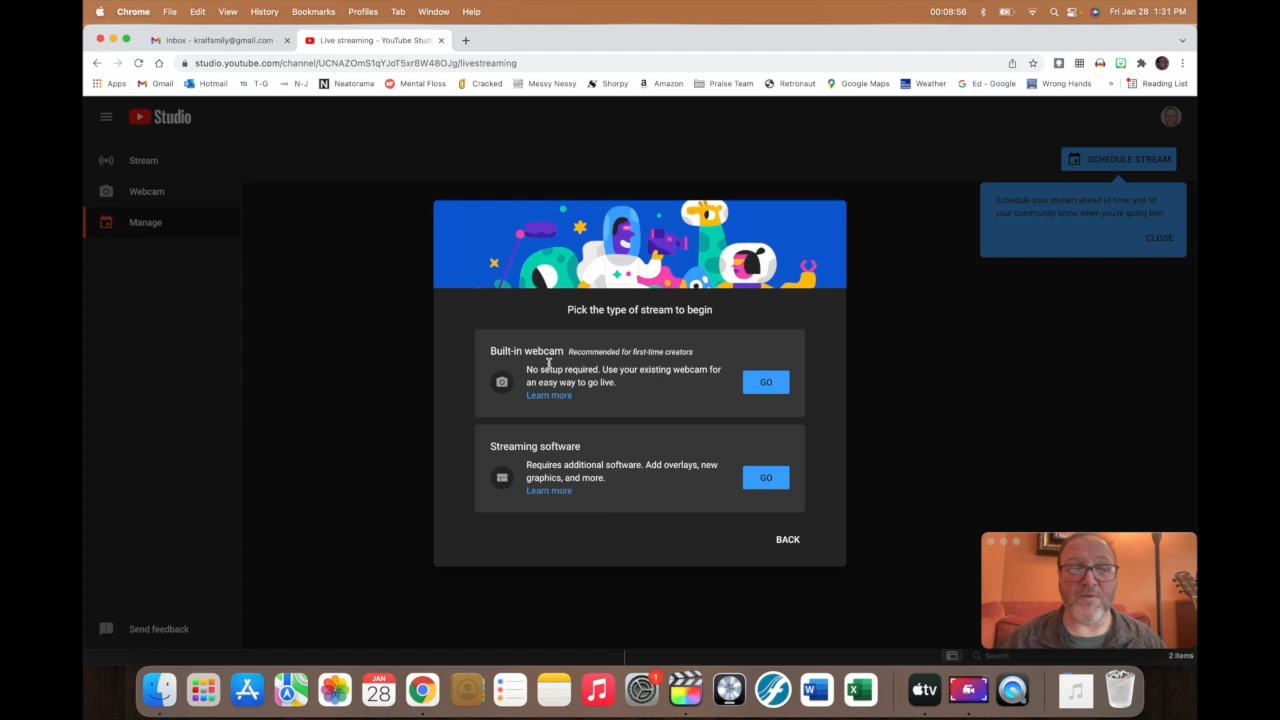 Chrome File Edit View History Bookmarks Profiles Tab Window Help 00:08:56 Fri Jan 28 1:31 PM
Inbox - kralfamily@gmail.com Live streaming - YouTube Studi
studio.youtube.com/channel/UCNAZOmS1qYJoT5xr8W48OJg/livestreaming
Apps Gmail Hotmail TG T-G N-J N Neatorama Mental Floss Cracked Messy Nessy Shorpy Amazon Praise Team Retronaut Google Maps Weather Ed - Google Wrong Hands » Reading List
Studio
Stream
SCHEDULE STREAM
Webcam
Manage
Schedule your stream ahead of time and let
your community know when you're going live!
CLOSE
Pick the type of stream to begin
Built-in webcam Recommended for first-time creators
No setup required. Use your existing webcam for
an easy way to go live.
Learn more
GO
Streaming software
Requires additional software. Add overlays, new
graphics, and more.
Learn more
GO
BACK
Send feedback
Search 2 items
JAN
28
1
tv
W
X